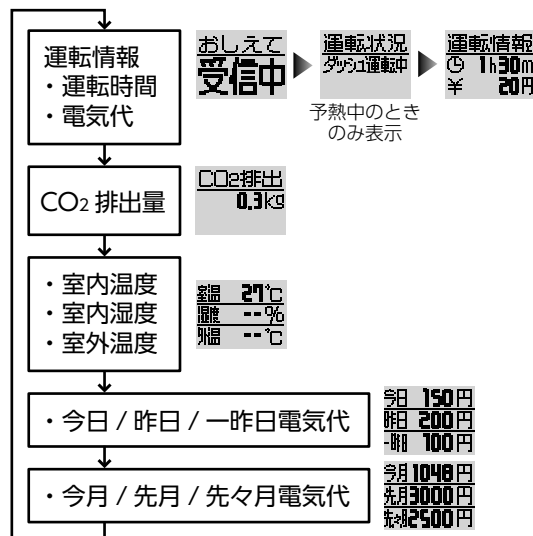 運転情報
・運転時間
・電気代
おしえて
受信中
運転状況
ダッシュ運転中
運転情報
1h30m
¥ 20円
予熱中のとき
のみ表示
CO2 排出量
CO2排出
0.3kg
・室内温度
・室内湿度
・室外温度
室温 27℃
湿度 --%
外温 --℃
・今日 / 昨日 / 一昨日電気代
今日 150円
昨日 200円
一昨日 100円
・今月 / 先月 / 先々月電気代
今月1048円
先月3000円
先々月2500円